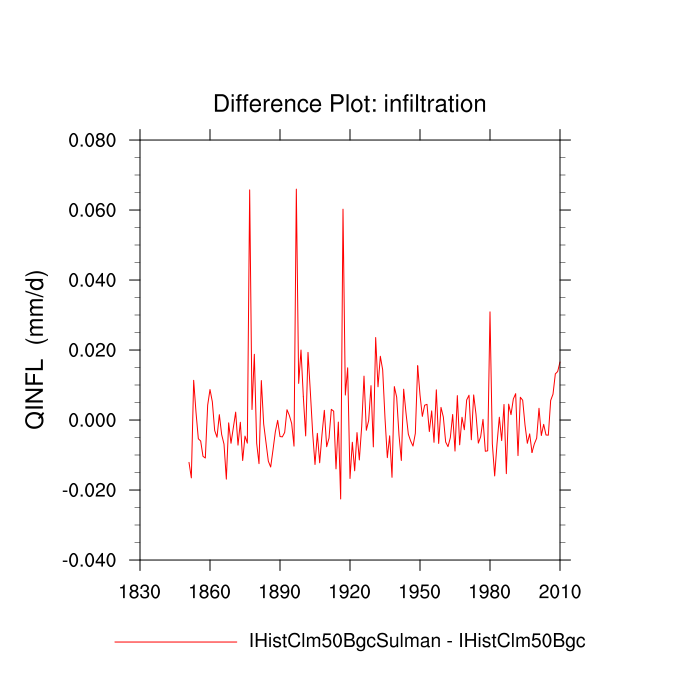 Difference Plot: infiltration
0.080
0.060
0.040
0.020
0.000
-0.020
-0.040
QINFL (mm/d)
1830 1860 1890 1920 1950 1980 2010
IHistClm50BgcSulman - IHistClm50Bgc